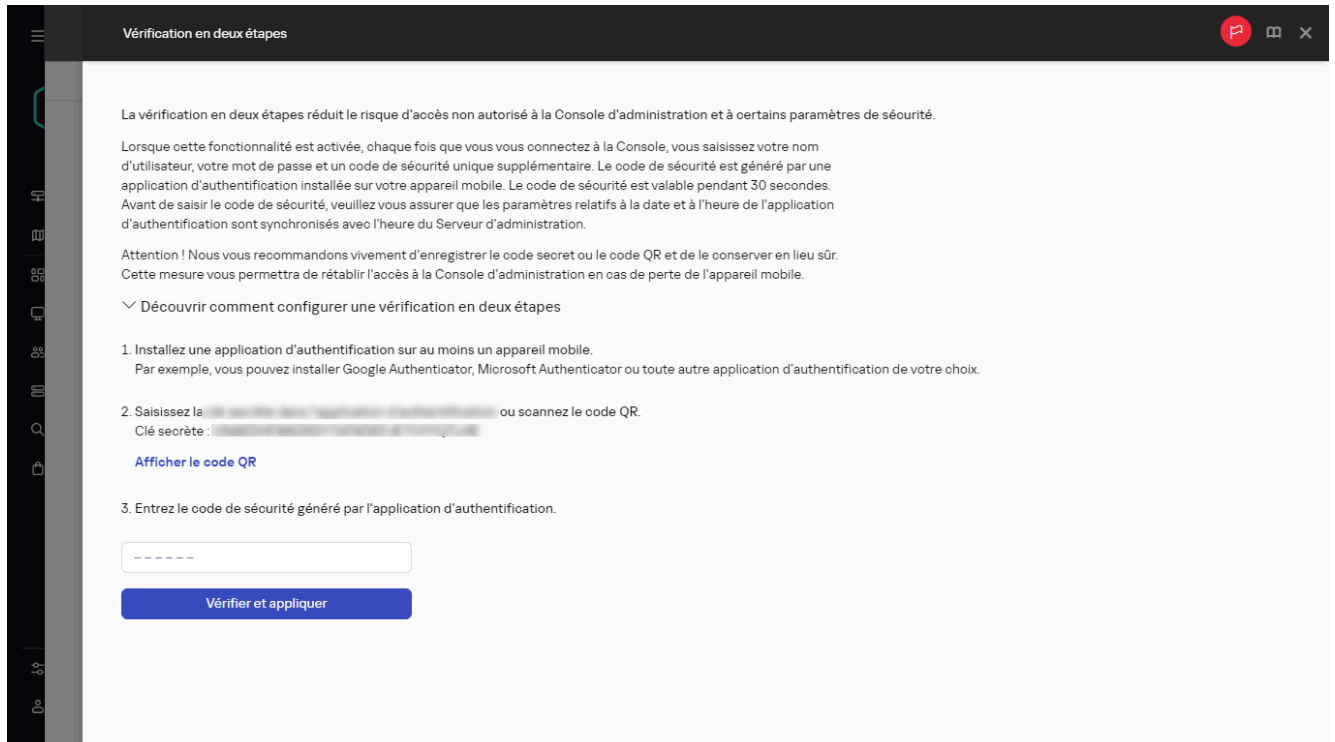 Vérification en deux étapes
La vérification en deux étapes réduit le risque d'accès non autorisé à la Console d'administration et à certains paramètres de sécurité.
Lorsque cette fonctionnalité est activée, chaque fois que vous vous connectez à la Console, vous saisissez votre nom
d'utilisateur, votre mot de passe et un code de sécurité unique supplémentaire. Le code de sécurité est généré par une
application d'authentification installée sur votre appareil mobile. Le code de sécurité est valable pendant 30 secondes.
Avant de saisir le code de sécurité, veuillez vous assurer que les paramètres relatifs à la date et à l'heure de l'application
d'authentification sont synchronisés avec l'heure du Serveur d'administration.
Attention ! Nous vous recommandons vivement d'enregistrer le code secret ou le code QR et de le conserver en lieu sûr.
Cette mesure vous permettra de rétablir l'accès à la Console d'administration en cas de perte de l'appareil mobile.
Découvrir comment configurer une vérification en deux étapes
1. Installez une application d'authentification sur au moins un appareil mobile.
Par exemple, vous pouvez installer Google Authenticator, Microsoft Authenticator ou toute autre application d'authentification de votre choix.
2. Saisissez la ou scannez le code QR.
Clé secrète :
Afficher le code QR
3. Entrez le code de sécurité généré par l'application d'authentification.
_ _ _ _ _ _
Vérifier et appliquer